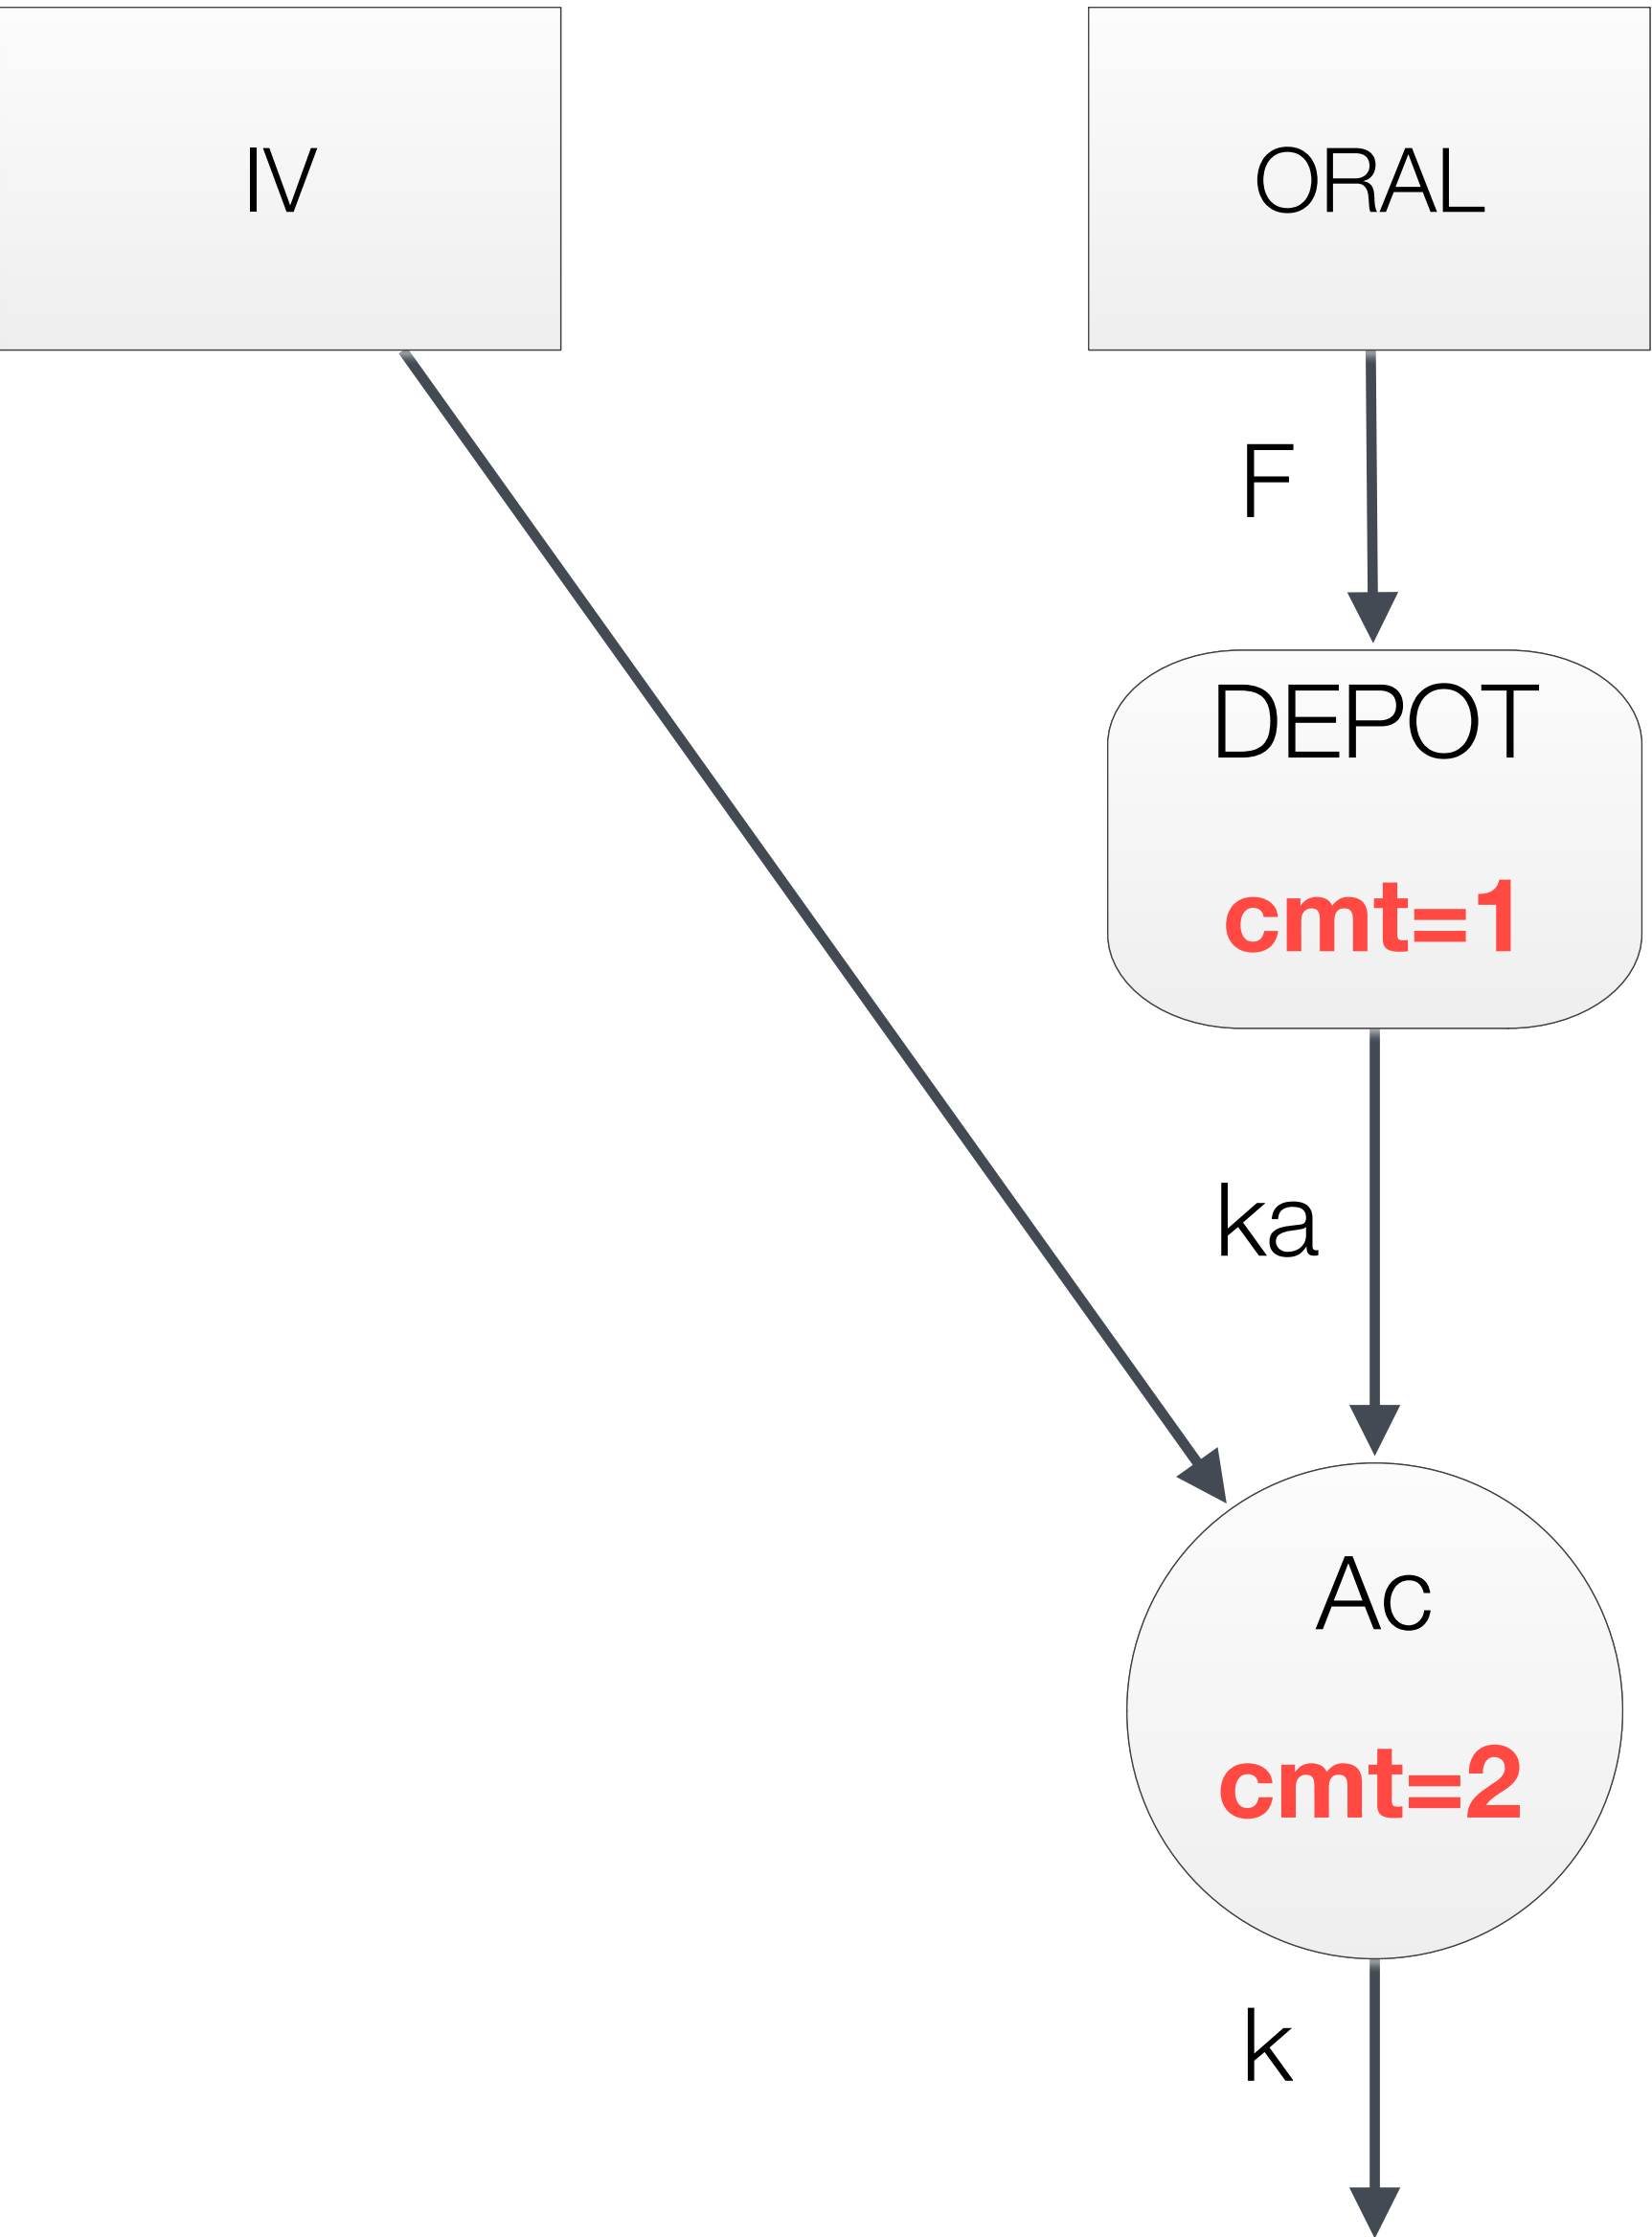 IV
ORAL
F
DEPOT
cmt=1
ka
Ac
cmt=2
k